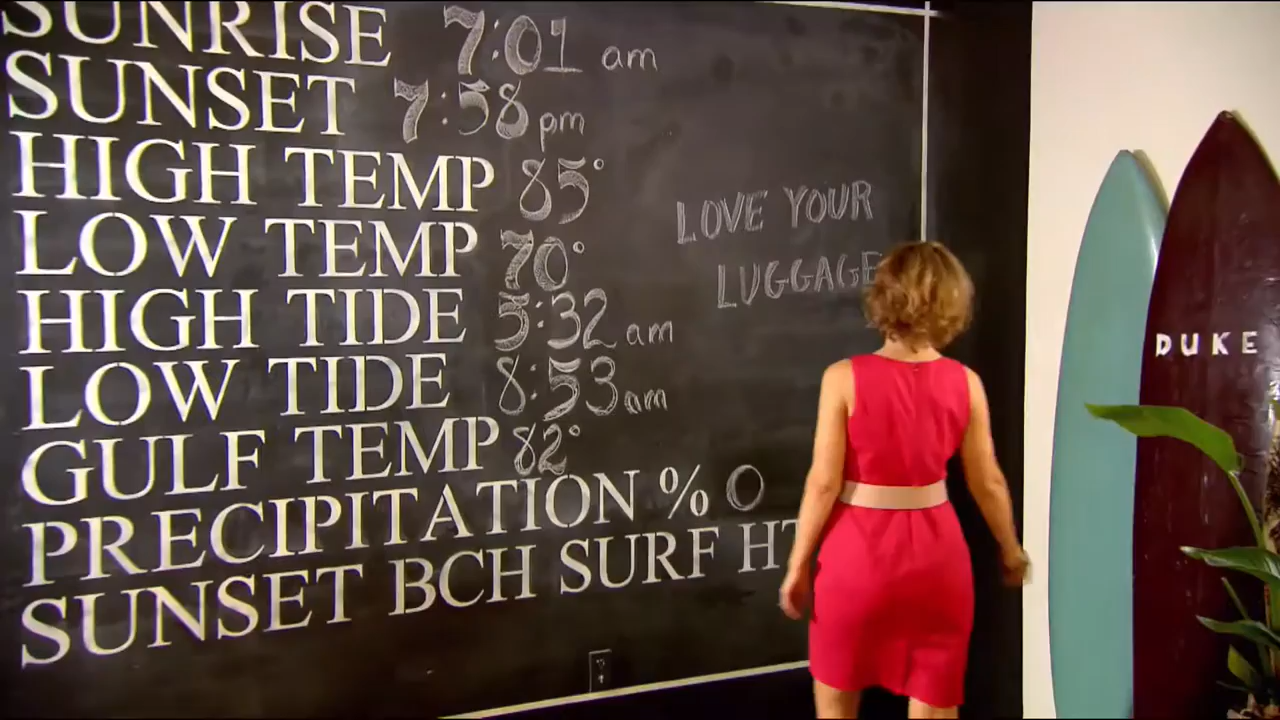 SUNRISE 7:01 am
SUNSET 7:58 pm
HIGH TEMP 85°
LOW TEMP 70°
HIGH TIDE 5:32 am
LOW TIDE 8:53 am
GULF TEMP 82°
PRECIPITATION % 0
SUNSET BCH SURF HT
LOVE YOUR
LUGGAGE
DUKE